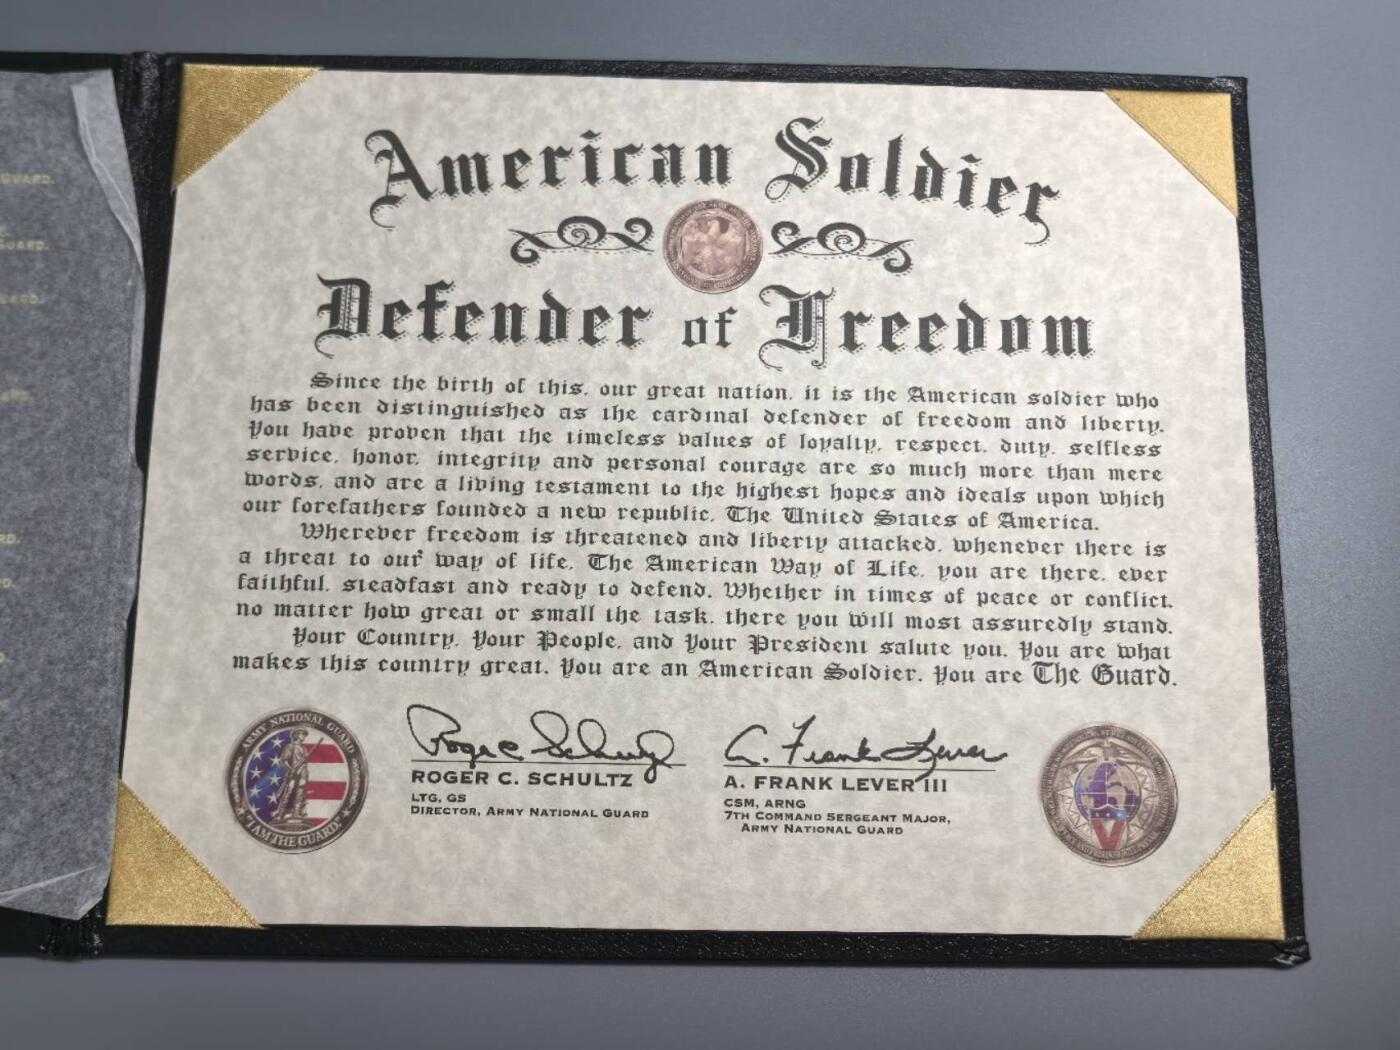 American Soldier
Defender of Freedom
Since the birth of this, our great nation, it is the American soldier who
has been distinguished as the cardinal defender of freedom and liberty.
You have proven that the timeless values of loyalty, respect, duty, selfless
service, honor, integrity and personal courage are so much more than mere
words, and are a living testament to the highest hopes and ideals upon which
our forefathers founded a new republic, The United States of America.
Wherever freedom is threatened and liberty attacked, whenever there is
a threat to our way of life, The American Way of Life, you are there, ever
faithful, steadfast and ready to defend. Whether in times of peace or conflict,
no matter how great or small the task, there you will most assuredly stand.
Your Country, Your People, and Your President salute you. You are what
makes this country great. You are an American Soldier. You are The Guard.
ARMY NATIONAL GUARD
"I AM THE GUARD."
Roger C. Schultz
ROGER C. SCHULTZ
LTG, GS
DIRECTOR, ARMY NATIONAL GUARD
A. Frank Lever
A. FRANK LEVER III
CSM, ARNG
7TH COMMAND SERGEANT MAJOR,
ARMY NATIONAL GUARD
GUARD.
GUARD.